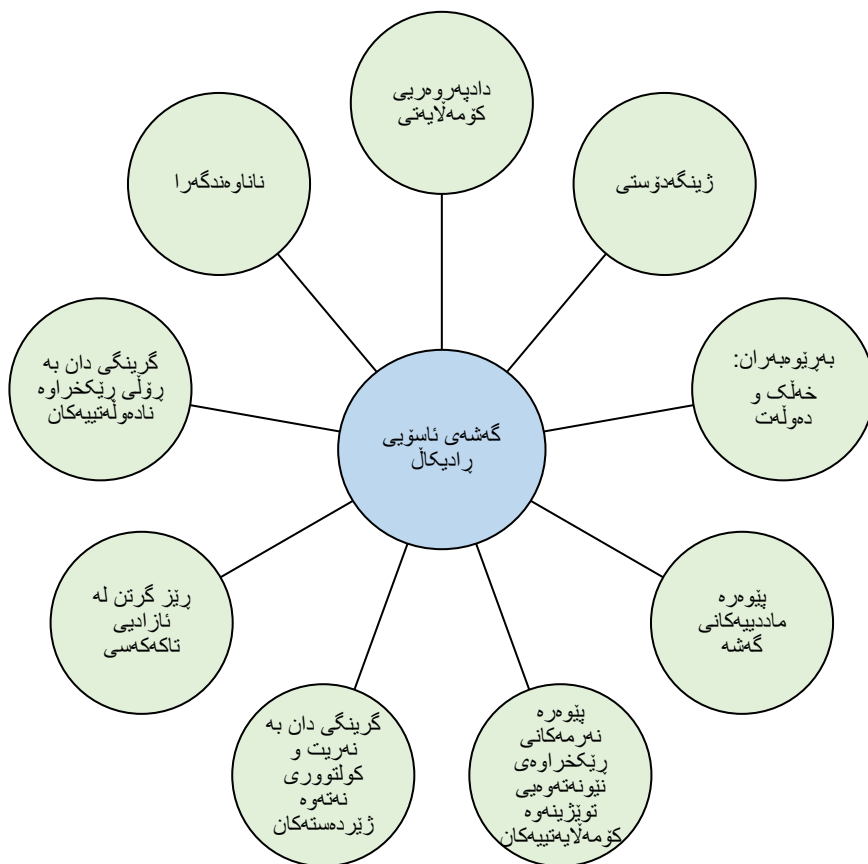 دادپەروەریی
کۆمەڵایەتی
ژینگەدۆستی
بەڕێوەبەران:
خەڵک و
دەوڵەت
پێوەرە
ماددییەکانی
گەشە
پێوەرە
نەرمەکانی
ڕێکخراوەی
نێونەتەوەیی
توێژینەوە
کۆمەڵایەتییەکان
گرینگی دان بە
نەریت و
کولتووری
نەتەوە
ژێردەستەکان
ڕێز گرتن لە
ئازادیی
تاکەکەسی
گرینگی دان بە
ڕۆڵی ڕێکخراوە
نادەوڵەتییەکان
ناناوەندگەرا
گەشەی ئاسۆیی
ڕادیکاڵ